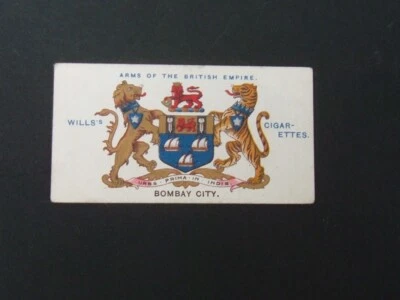 ARMS OF THE BRITISH EMPIRE.
WILLS'S
CIGAR-
ETTES.
URBS·PRIMA·IN·INDIS
BOMBAY CITY.